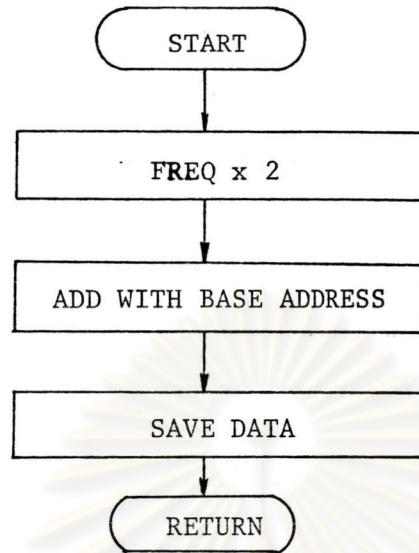 START
FREQ x 2
ADD WITH BASE ADDRESS
SAVE DATA
RETURN